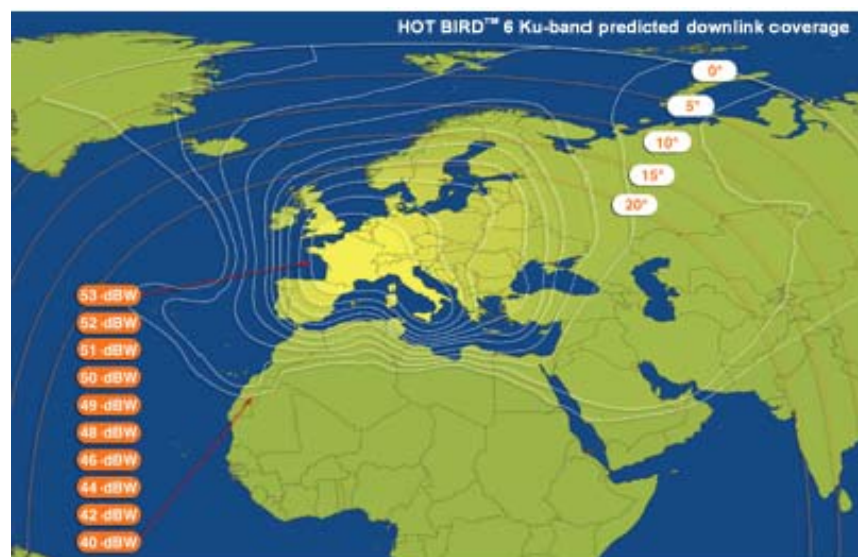 HOT BIRD™ 6 Ku-band predicted downlink coverage
0°
5°
10°
15°
20°
53 dBW
52 dBW
51 dBW
50 dBW
49 dBW
48 dBW
46 dBW
44 dBW
42 dBW
40 dBW